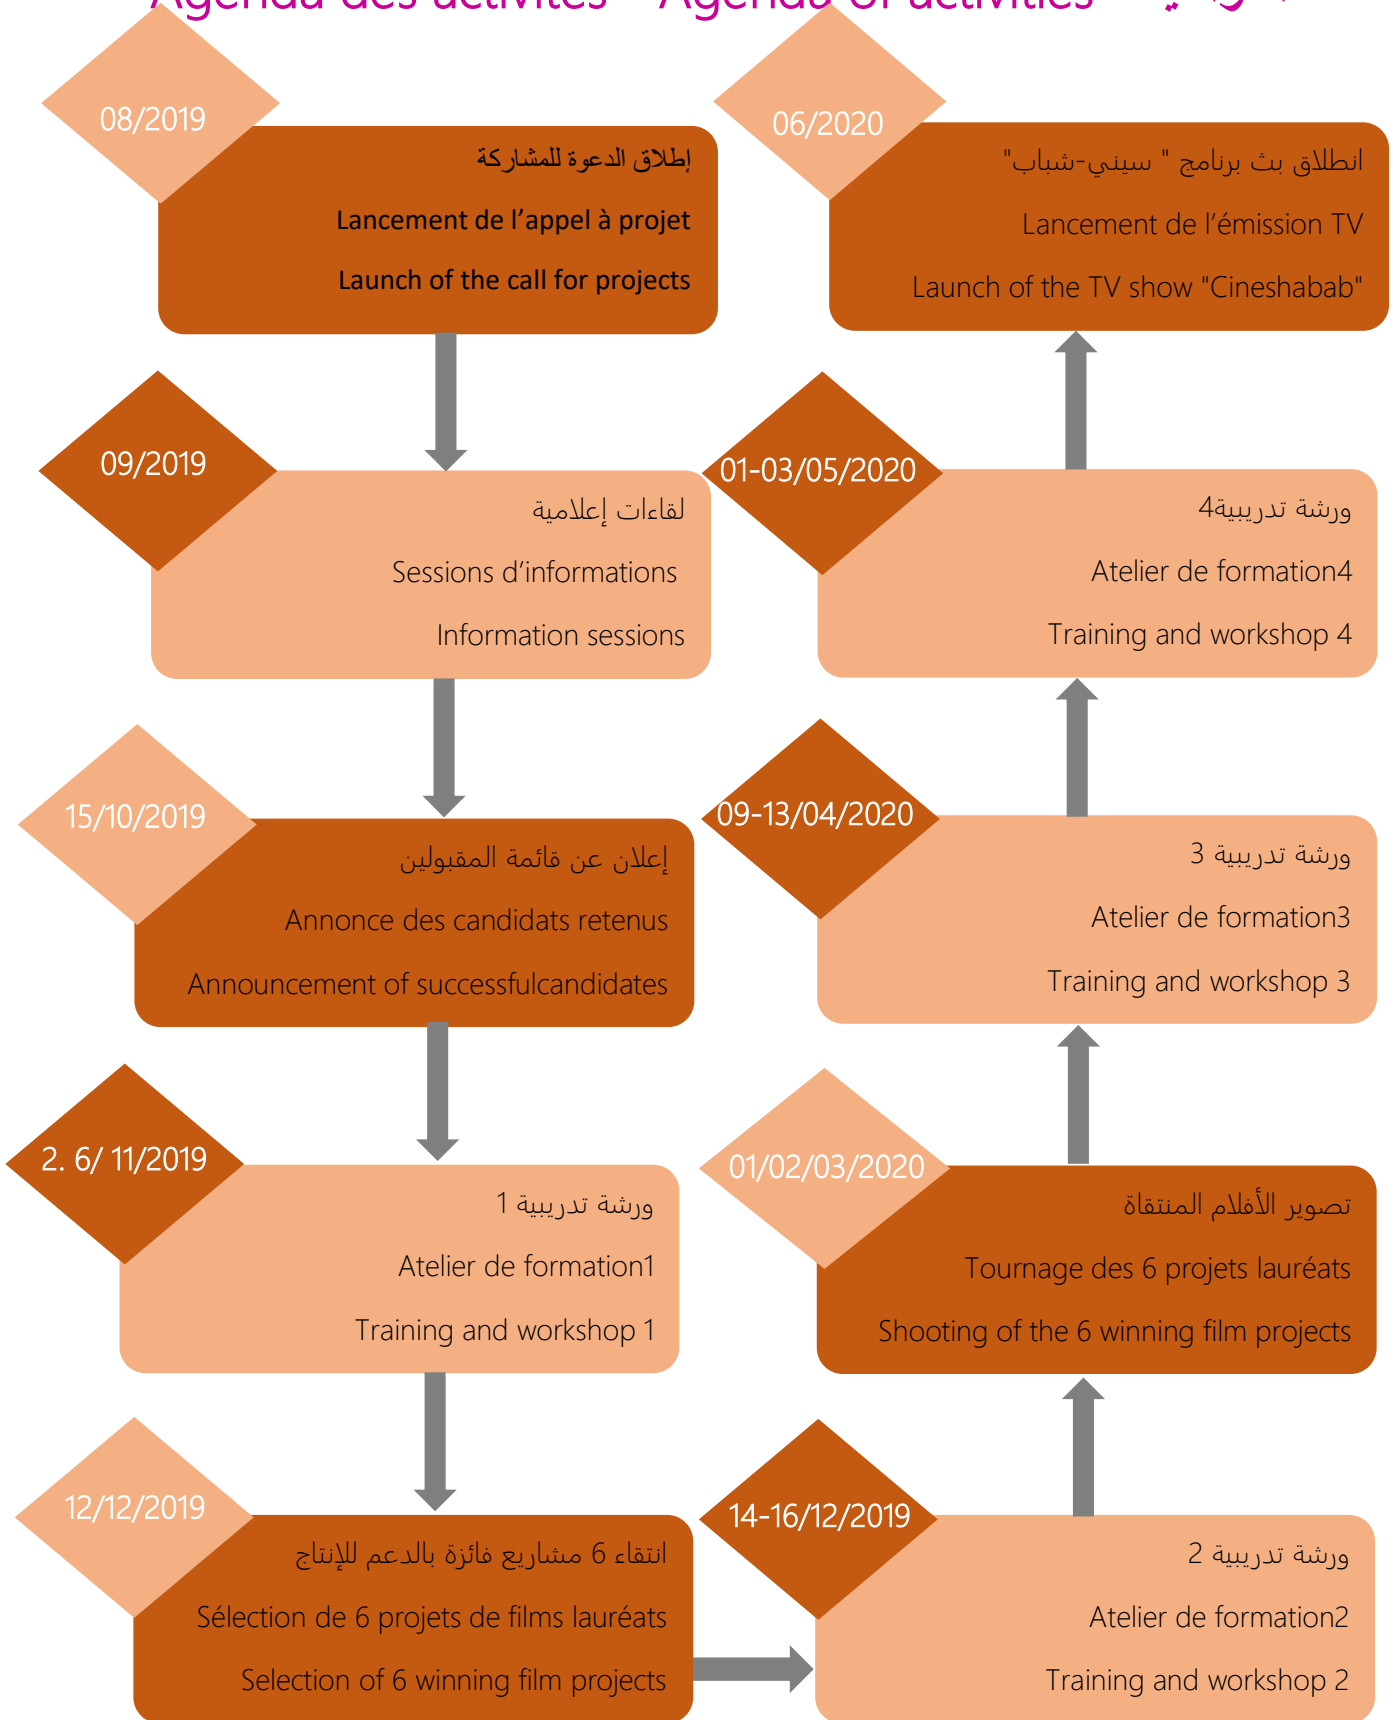 Agenda des activités - Agenda of activities
08/2019
إطلاق الدعوة للمشاركة
Lancement de l’appel à projet
Launch of the call for projects
09/2019
لقاءات إعلامية
Sessions d’informations
Information sessions
15/10/2019
إعلان عن قائمة المقبولين
Annonce des candidats retenus
Announcement of successfulcandidates
2. 6/ 11/2019
ورشة تدريبية 1
Atelier de formation1
Training and workshop 1
12/12/2019
انتقاء 6 مشاريع فائزة بالدعم للإنتاج
Sélection de 6 projets de films lauréats
Selection of 6 winning film projects
14-16/12/2019
ورشة تدريبية 2
Atelier de formation2
Training and workshop 2
01/02/03/2020
تصوير الأفلام المنتقاة
Tournage des 6 projets lauréats
Shooting of the 6 winning film projects
09-13/04/2020
ورشة تدريبية 3
Atelier de formation3
Training and workshop 3
01-03/05/2020
ورشة تدريبية4
Atelier de formation4
Training and workshop 4
06/2020
انطلاق بث برنامج " سيني-شباب"
Lancement de l’émission TV
Launch of the TV show "Cineshabab"